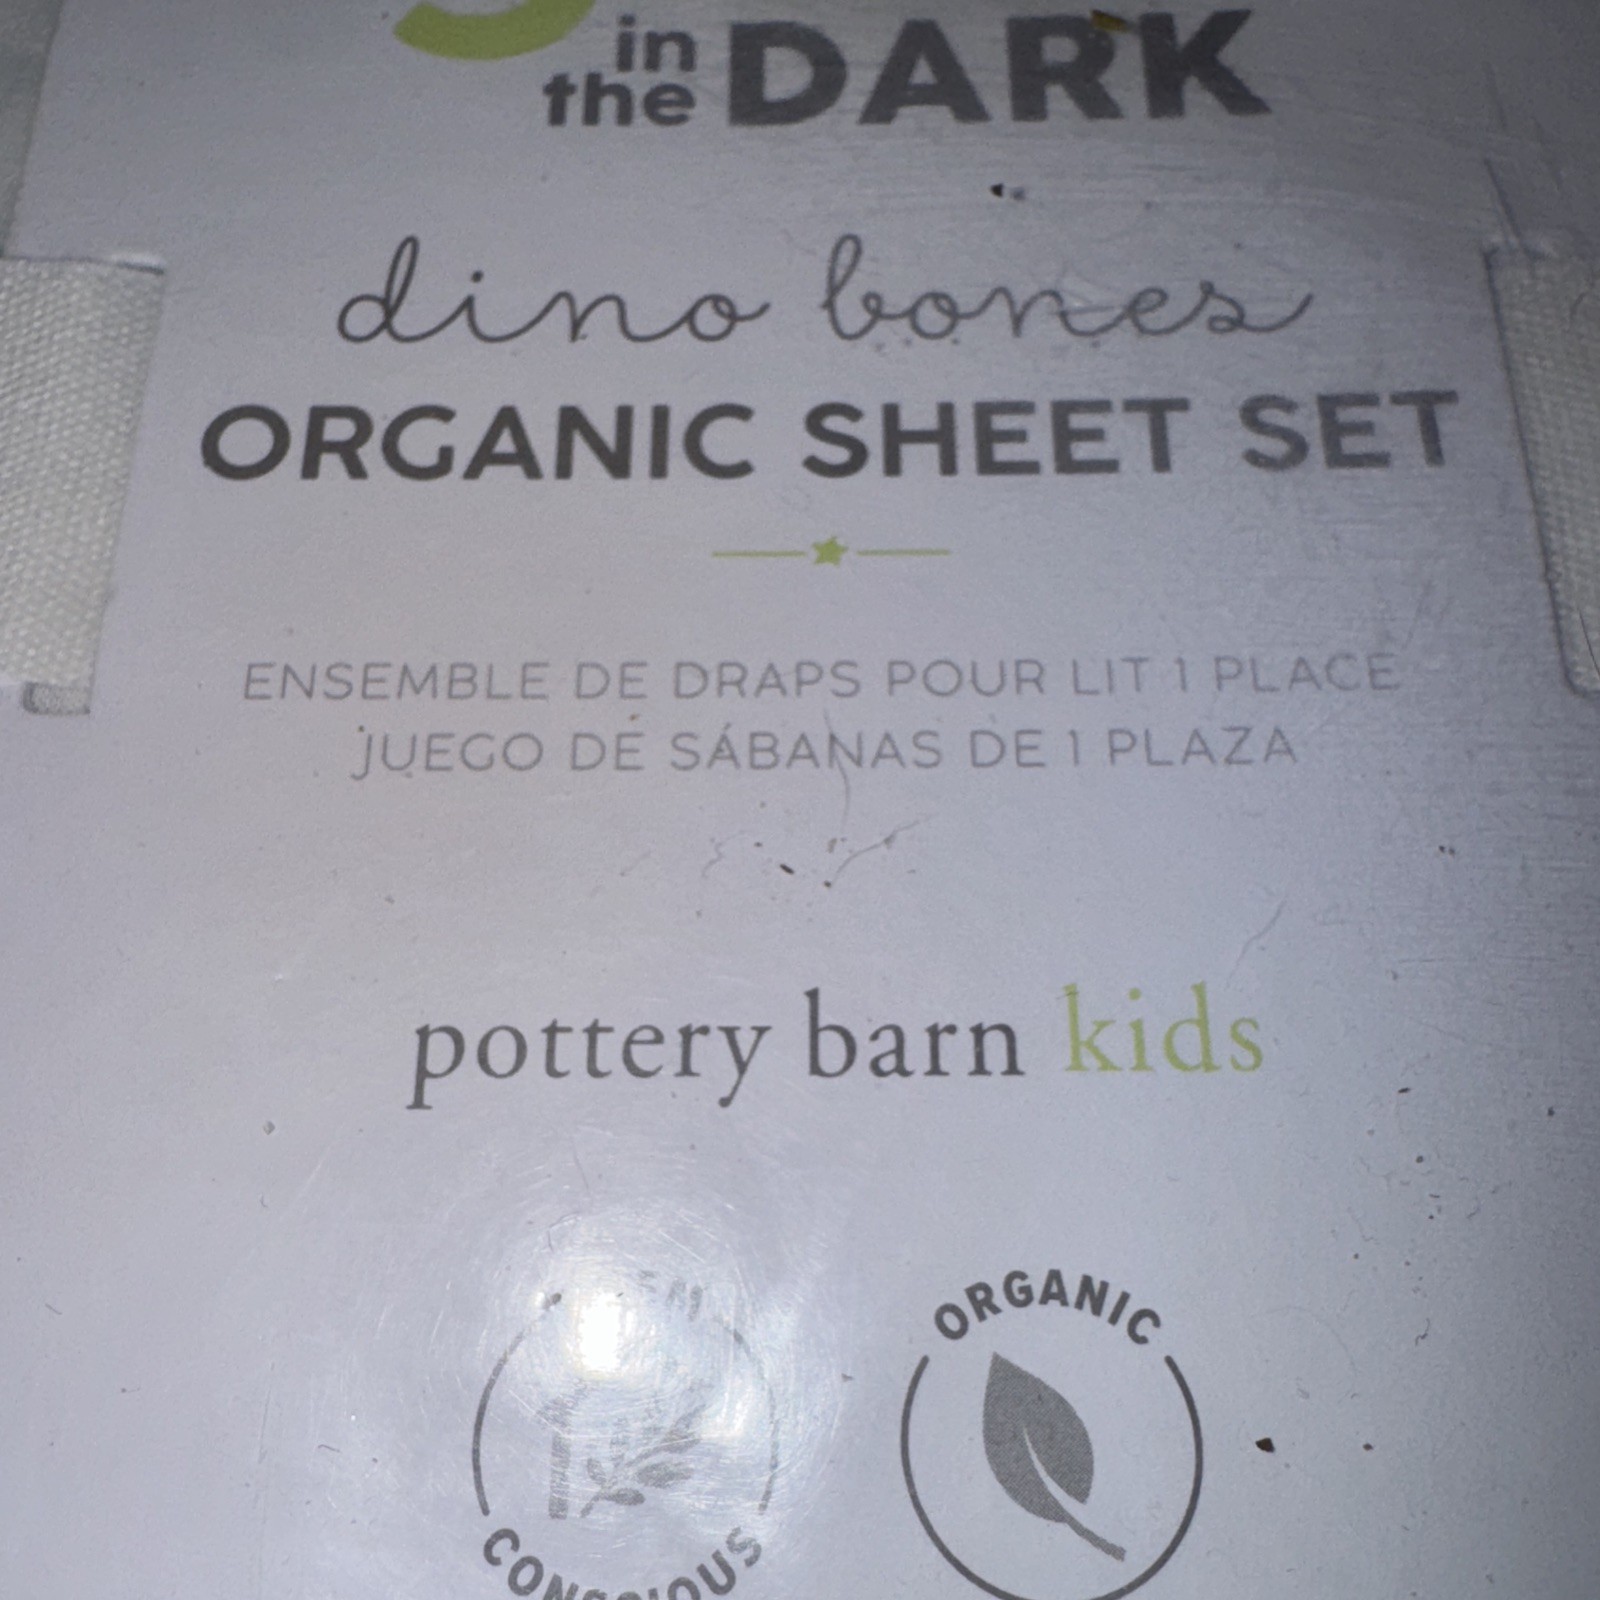 in
the DARK
dino bones
ORGANIC SHEET SET
ENSEMBLE DE DRAPS POUR LIT 1 PLACE
JUEGO DE SÁBANAS DE 1 PLAZA
pottery barn kids
CONSCIOUS
ORGANIC